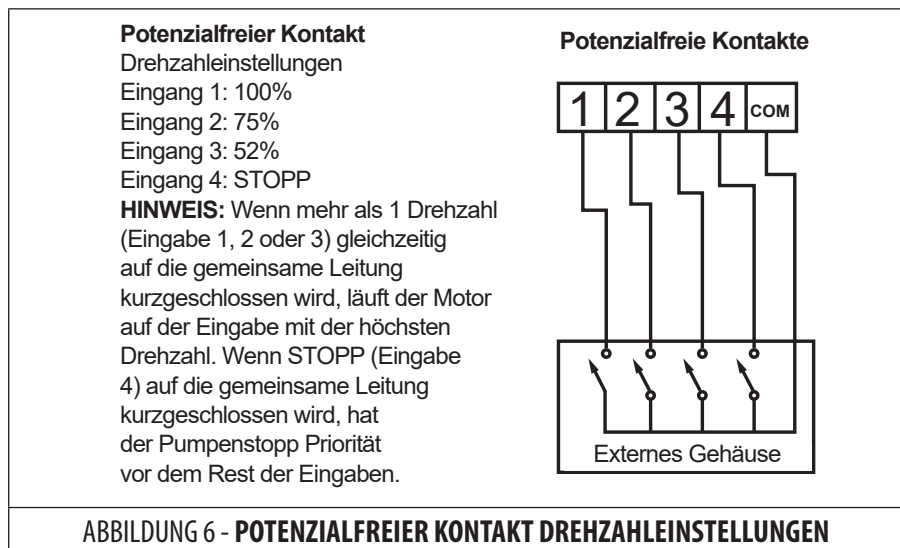 Potenzialfreier Kontakt
Drehzahleinstellungen
Eingang 1: 100%
Eingang 2: 75%
Eingang 3: 52%
Eingang 4: STOPP
HINWEIS: Wenn mehr als 1 Drehzahl
(Eingabe 1, 2 oder 3) gleichzeitig
auf die gemeinsame Leitung
kurzgeschlossen wird, läuft der Motor
auf der Eingabe mit der höchsten
Drehzahl. Wenn STOPP (Eingabe
4) auf die gemeinsame Leitung
kurzgeschlossen wird, hat
der Pumpenstopp Priorität
vor dem Rest der Eingaben.
Potenzialfreie Kontakte
1 2 3 4 COM
Externes Gehäuse
ABBILDUNG 6 - POTENZIALFREIER KONTAKT DREHZAHLEINSTELLUNGEN